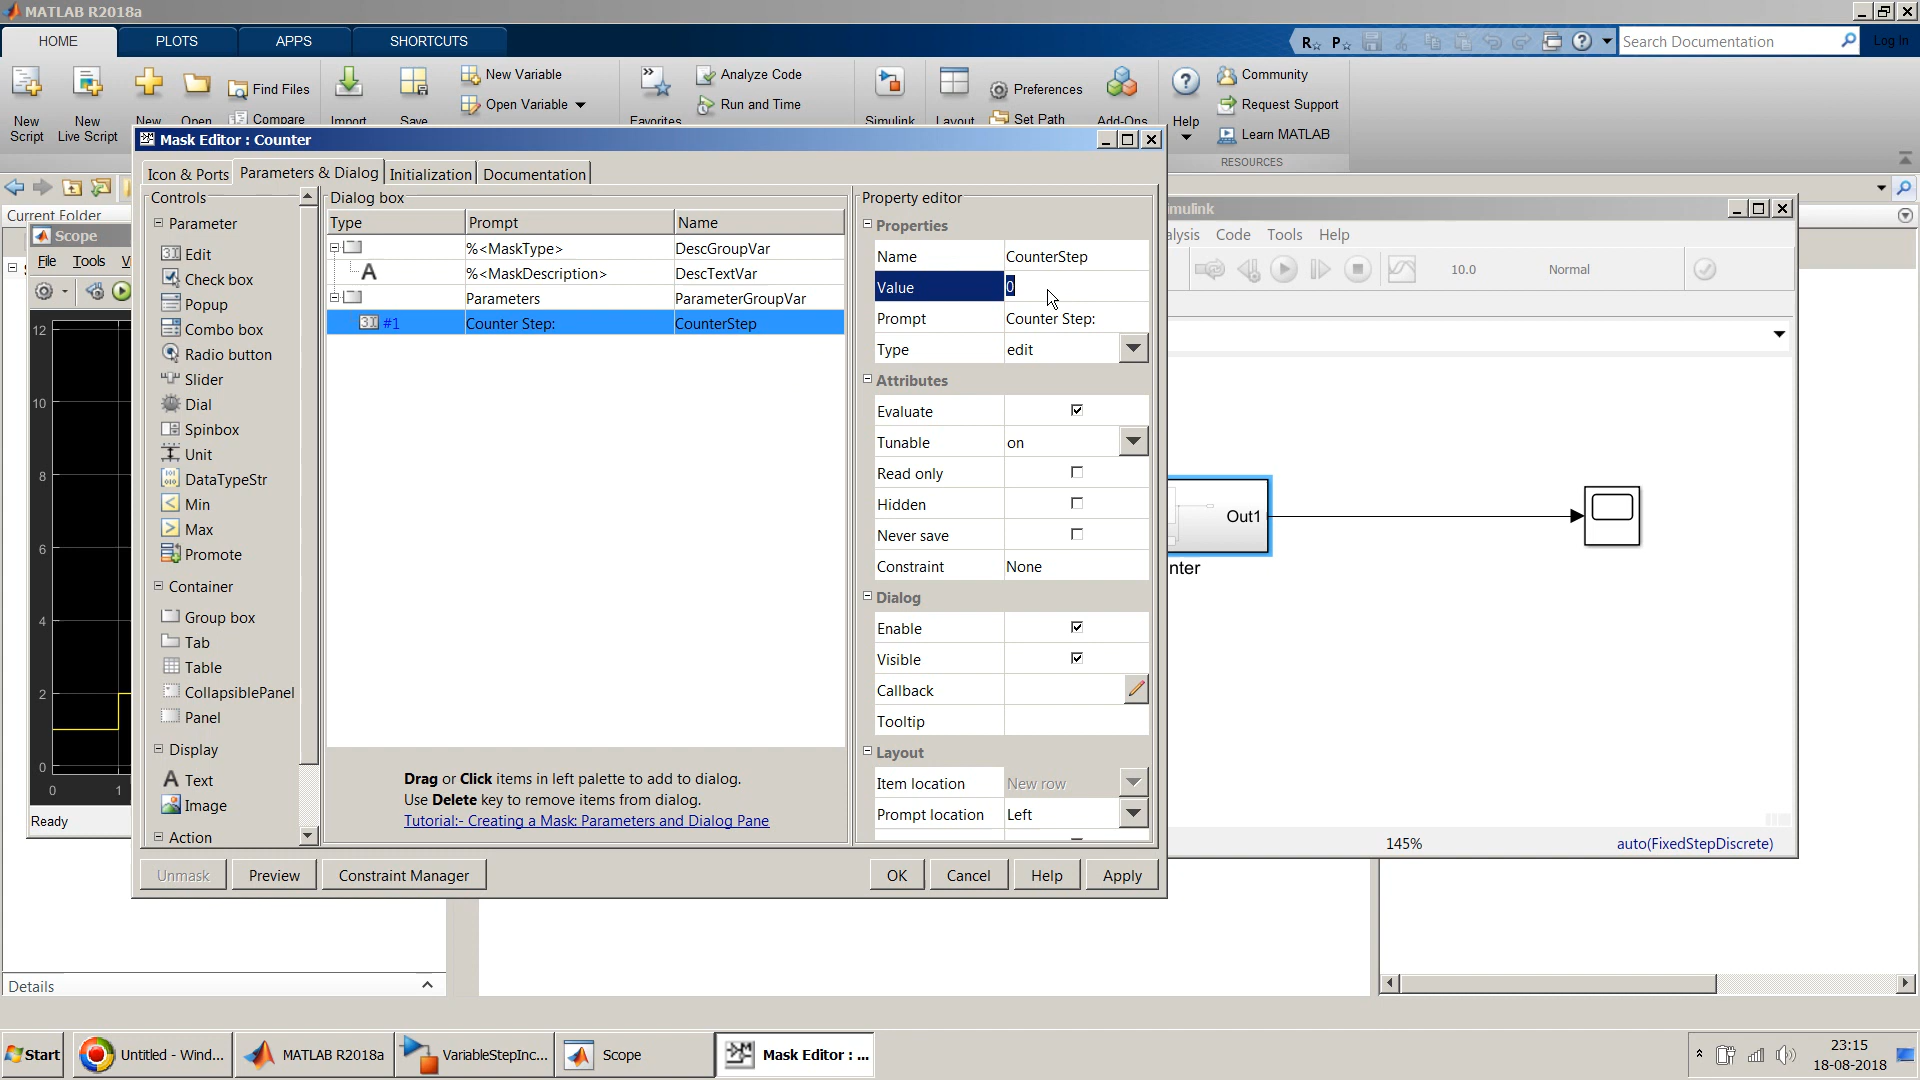 MATLAB R2018a
HOME PLOTS APPS SHORTCUTS
Search Documentation
Log In
New Script
New Live Script
New
Open
Find Files
Compare
Import
Save
New Variable
Open Variable
Favorites
Analyze Code
Run and Time
Simulink
Layout
Preferences
Set Path
Add-Ons
Help
Community
Request Support
Learn MATLAB
RESOURCES
Current Folder
Scope
File Tools
12
10
8
6
4
2
0
0 1
Ready
Mask Editor : Counter
Icon & Ports Parameters & Dialog Initialization Documentation
Controls
Parameter
Edit
Check box
Popup
Combo box
Radio button
Slider
Dial
Spinbox
Unit
DataTypeStr
Min
Max
Promote
Container
Group box
Tab
Table
CollapsiblePanel
Panel
Display
A Text
Image
Action
Dialog box
Type Prompt Name
%<MaskType> DescGroupVar
A %<MaskDescription> DescTextVar
Parameters ParameterGroupVar
#1 Counter Step: CounterStep
Drag or Click items in left palette to add to dialog.
Use Delete key to remove items from dialog.
Tutorial:- Creating a Mask: Parameters and Dialog Pane
Property editor
Properties
Name CounterStep
Value 0
Prompt Counter Step:
Type edit
Attributes
Evaluate
Tunable on
Read only
Hidden
Never save
Constraint None
Dialog
Enable
Visible
Callback
Tooltip
Layout
Item location New row
Prompt location Left
Unmask Preview Constraint Manager OK Cancel Help Apply
mulink
alysis Code Tools Help
10.0 Normal
Out1
nter
145% auto(FixedStepDiscrete)
Details
Start
Untitled - Wind...
MATLAB R2018a
VariableStepInc...
Scope
Mask Editor : ...
23:15
18-08-2018